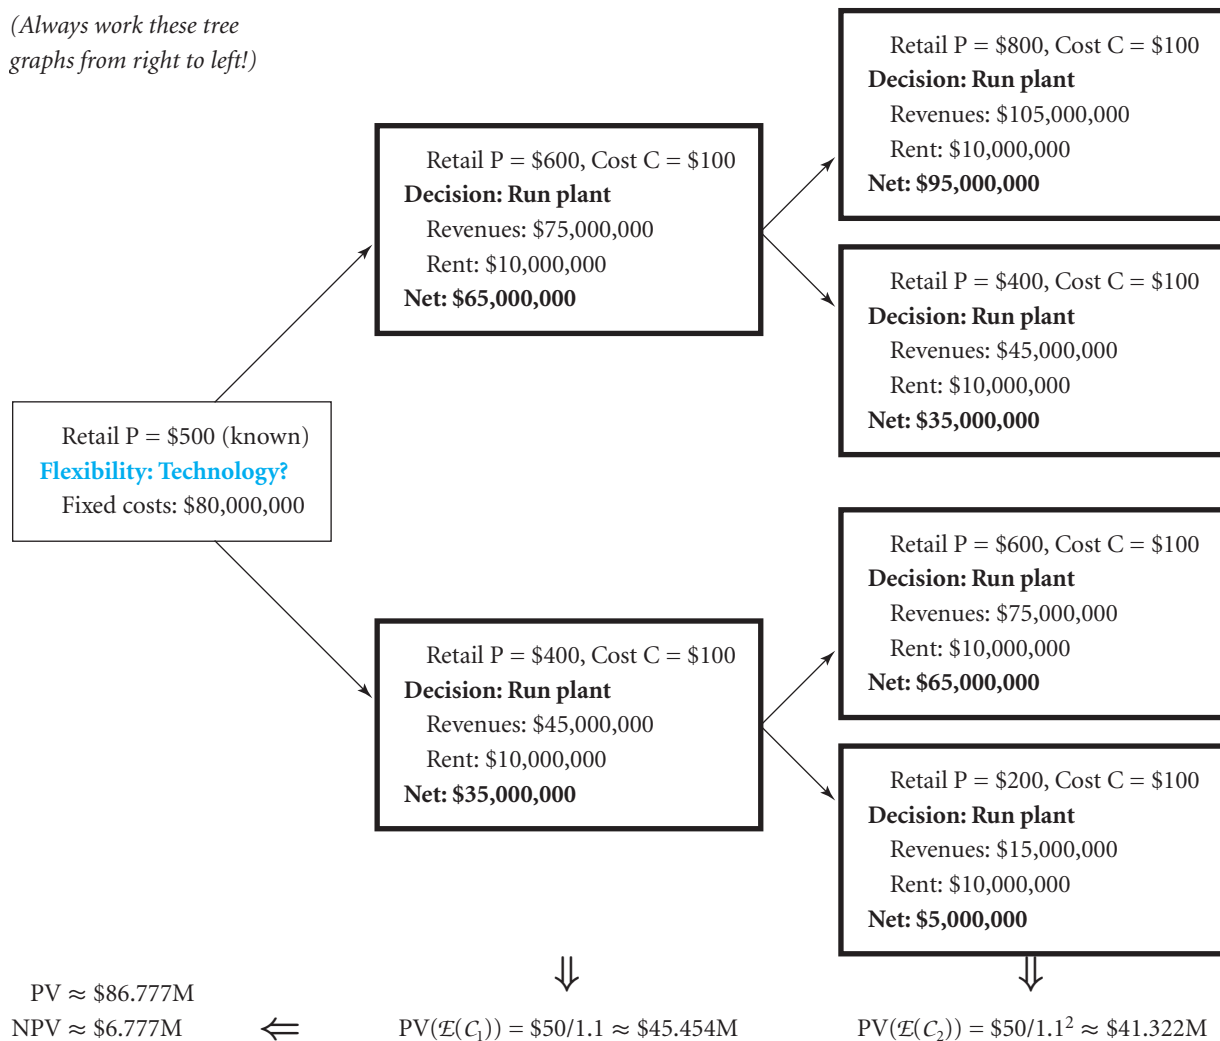 (Always work these tree
graphs from right to left!)
Retail P = $500 (known)
Flexibility: Technology?
Fixed costs: $80,000,000
Retail P = $600, Cost C = $100
Decision: Run plant
Revenues: $75,000,000
Rent: $10,000,000
Net: $65,000,000
Retail P = $400, Cost C = $100
Decision: Run plant
Revenues: $45,000,000
Rent: $10,000,000
Net: $35,000,000
Retail P = $800, Cost C = $100
Decision: Run plant
Revenues: $105,000,000
Rent: $10,000,000
Net: $95,000,000
Retail P = $400, Cost C = $100
Decision: Run plant
Revenues: $45,000,000
Rent: $10,000,000
Net: $35,000,000
Retail P = $600, Cost C = $100
Decision: Run plant
Revenues: $75,000,000
Rent: $10,000,000
Net: $65,000,000
Retail P = $200, Cost C = $100
Decision: Run plant
Revenues: $15,000,000
Rent: $10,000,000
Net: $5,000,000
PV ≈ $86.777M
NPV ≈ $6.777M ⇐ PV(ℰ(C₁)) = $50/1.1 ≈ $45.454M PV(ℰ(C₂)) = $50/1.1² ≈ $41.322M